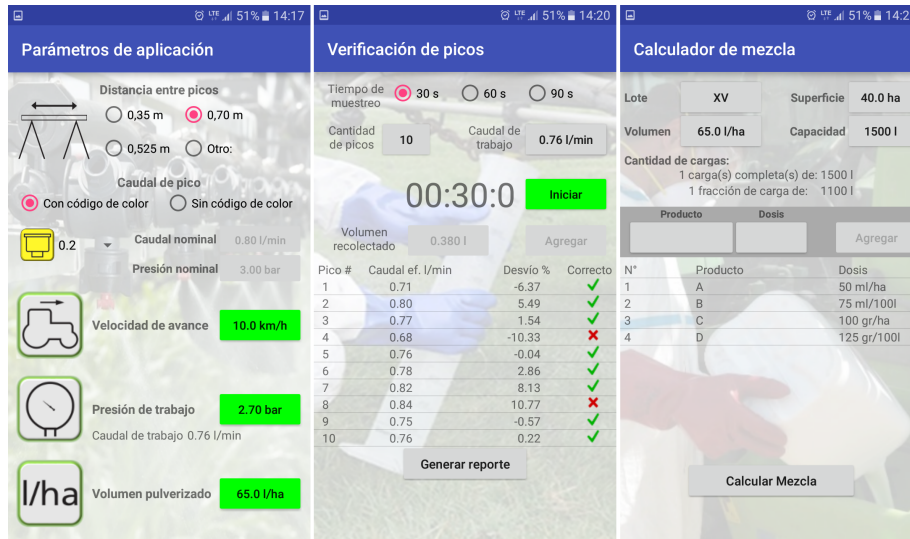 LTE 51% 14:17
Parámetros de aplicación
Distancia entre picos
0,35 m
0,70 m
0,525 m
Otro:
Caudal de pico
Con código de color
Sin código de color
0.2
Caudal nominal 0.80 l/min
Presión nominal 3.00 bar
Velocidad de avance 10.0 km/h
Presión de trabajo 2.70 bar
Caudal de trabajo 0.76 l/min
l/ha
Volumen pulverizado 65.0 l/ha
LTE 51% 14:20
Verificación de picos
Tiempo de muestreo
30 s
60 s
90 s
Cantidad de picos 10
Caudal de trabajo 0.76 l/min
00:30:0 Iniciar
Volumen recolectado 0.380 l Agregar
Pico # Caudal ef. l/min Desvío % Correcto
1 0.71 -6.37
2 0.80 5.49
3 0.77 1.54
4 0.68 -10.33
5 0.76 -0.04
6 0.78 2.86
7 0.82 8.13
8 0.84 10.77
9 0.75 -0.57
10 0.76 0.22
Generar reporte
LTE 51% 14:2
Calculador de mezcla
Lote XV Superficie 40.0 ha
Volumen 65.0 l/ha Capacidad 1500 l
Cantidad de cargas:
1 carga(s) completa(s) de: 1500 l
1 fracción de carga de: 1100 l
Producto Dosis
Agregar
N° Producto Dosis
1 A 50 ml/ha
2 B 75 ml/100l
3 C 100 gr/ha
4 D 125 gr/100l
Calcular Mezcla